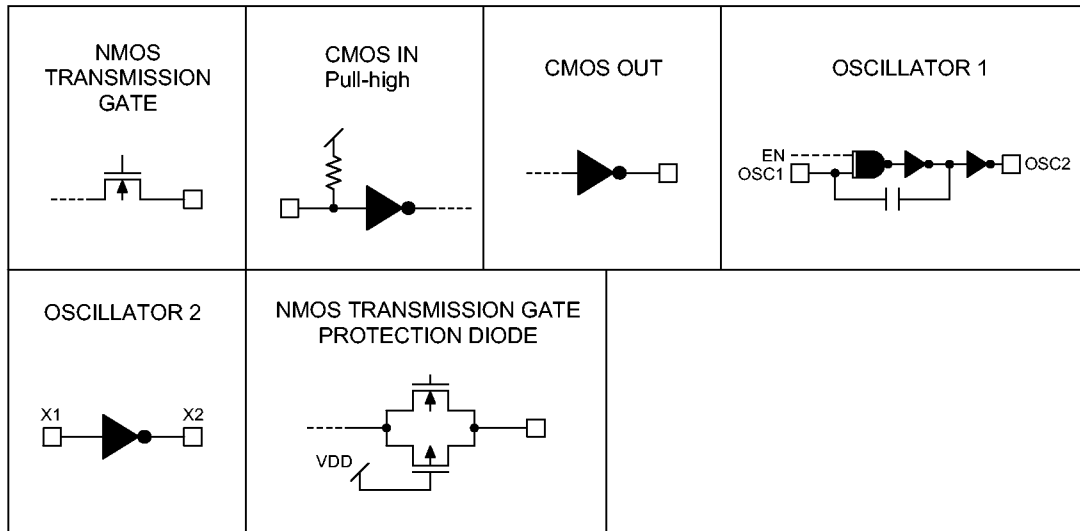 NMOS
TRANSMISSION
GATE
CMOS IN
Pull-high
CMOS OUT
OSCILLATOR 1
EN
OSC1
OSC2
OSCILLATOR 2
X1
X2
NMOS TRANSMISSION GATE
PROTECTION DIODE
VDD